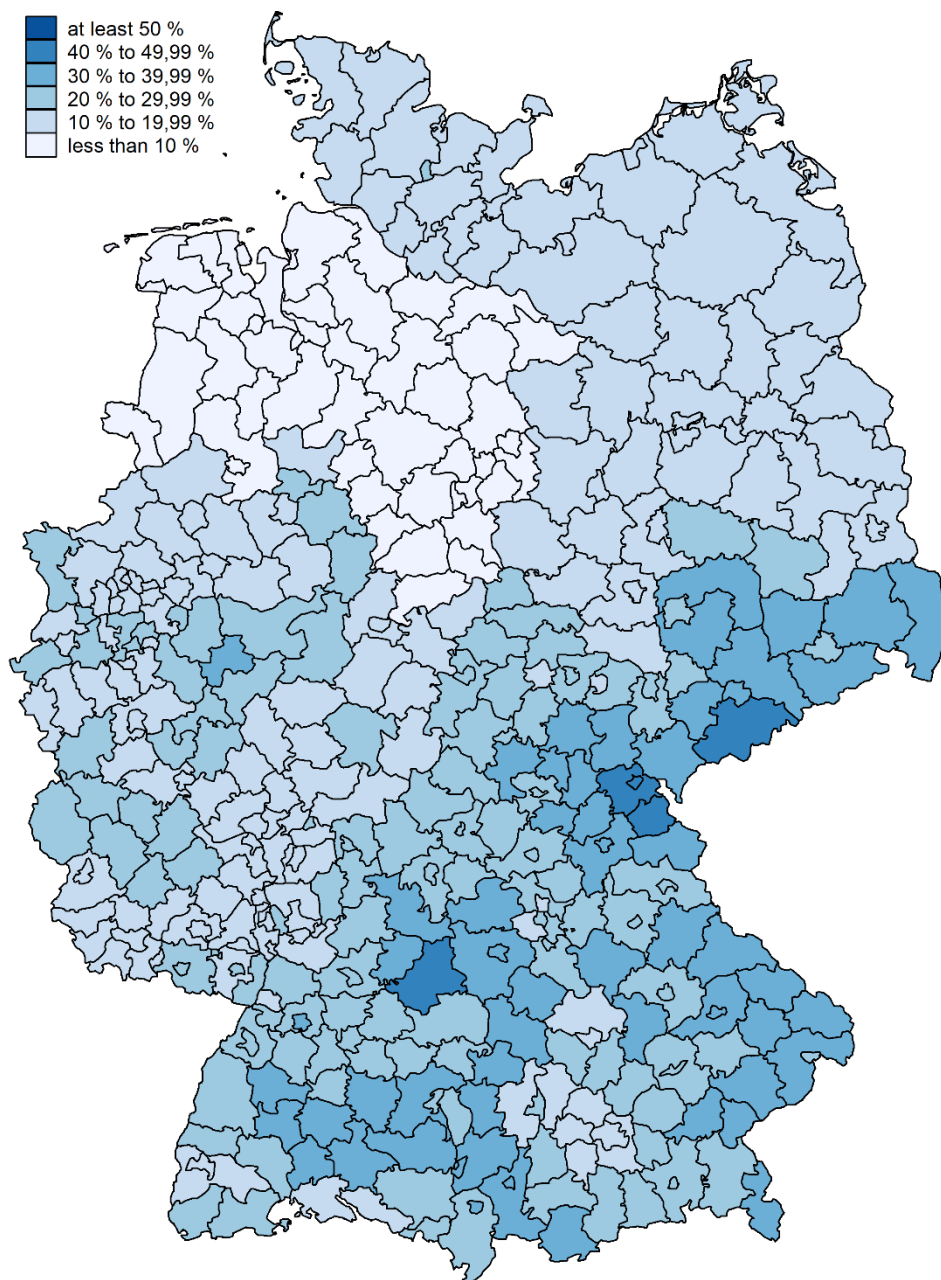 at least 50 %
40 % to 49,99 %
30 % to 39,99 %
20 % to 29,99 %
10 % to 19,99 %
less than 10 %